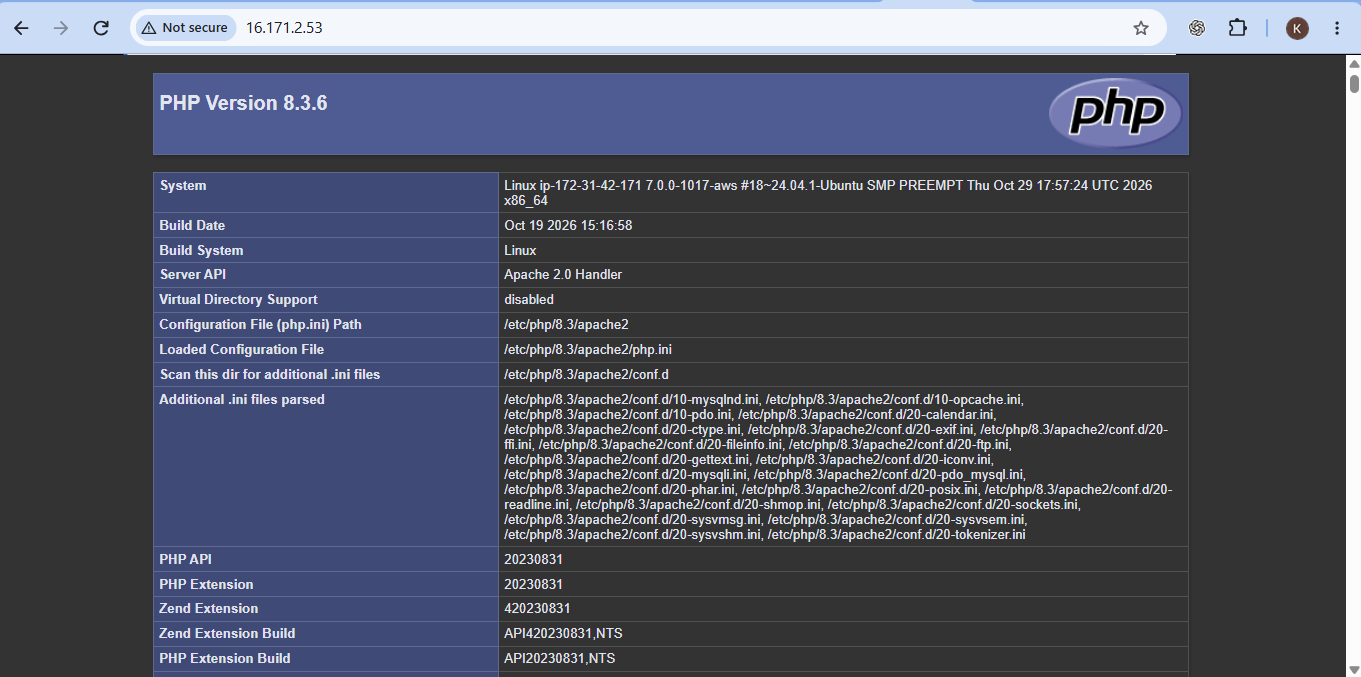 Not secure
16.171.2.53
K
PHP Version 8.3.6
php
System
Linux ip-172-31-42-171 7.0.0-1017-aws #18~24.04.1-Ubuntu SMP PREEMPT Thu Oct 29 17:57:24 UTC 2026
x86_64
Build Date
Oct 19 2026 15:16:58
Build System
Linux
Server API
Apache 2.0 Handler
Virtual Directory Support
disabled
Configuration File (php.ini) Path
/etc/php/8.3/apache2
Loaded Configuration File
/etc/php/8.3/apache2/php.ini
Scan this dir for additional .ini files
/etc/php/8.3/apache2/conf.d
Additional .ini files parsed
/etc/php/8.3/apache2/conf.d/10-mysqlnd.ini, /etc/php/8.3/apache2/conf.d/10-opcache.ini,
/etc/php/8.3/apache2/conf.d/10-pdo.ini, /etc/php/8.3/apache2/conf.d/20-calendar.ini,
/etc/php/8.3/apache2/conf.d/20-ctype.ini, /etc/php/8.3/apache2/conf.d/20-exif.ini, /etc/php/8.3/apache2/conf.d/20-
ffi.ini, /etc/php/8.3/apache2/conf.d/20-fileinfo.ini, /etc/php/8.3/apache2/conf.d/20-ftp.ini,
/etc/php/8.3/apache2/conf.d/20-gettext.ini, /etc/php/8.3/apache2/conf.d/20-iconv.ini,
/etc/php/8.3/apache2/conf.d/20-mysqli.ini, /etc/php/8.3/apache2/conf.d/20-pdo_mysql.ini,
/etc/php/8.3/apache2/conf.d/20-phar.ini, /etc/php/8.3/apache2/conf.d/20-posix.ini, /etc/php/8.3/apache2/conf.d/20-
readline.ini, /etc/php/8.3/apache2/conf.d/20-shmop.ini, /etc/php/8.3/apache2/conf.d/20-sockets.ini,
/etc/php/8.3/apache2/conf.d/20-sysvmsg.ini, /etc/php/8.3/apache2/conf.d/20-sysvsem.ini,
/etc/php/8.3/apache2/conf.d/20-sysvshm.ini, /etc/php/8.3/apache2/conf.d/20-tokenizer.ini
PHP API
20230831
PHP Extension
20230831
Zend Extension
420230831
Zend Extension Build
API420230831,NTS
PHP Extension Build
API20230831,NTS